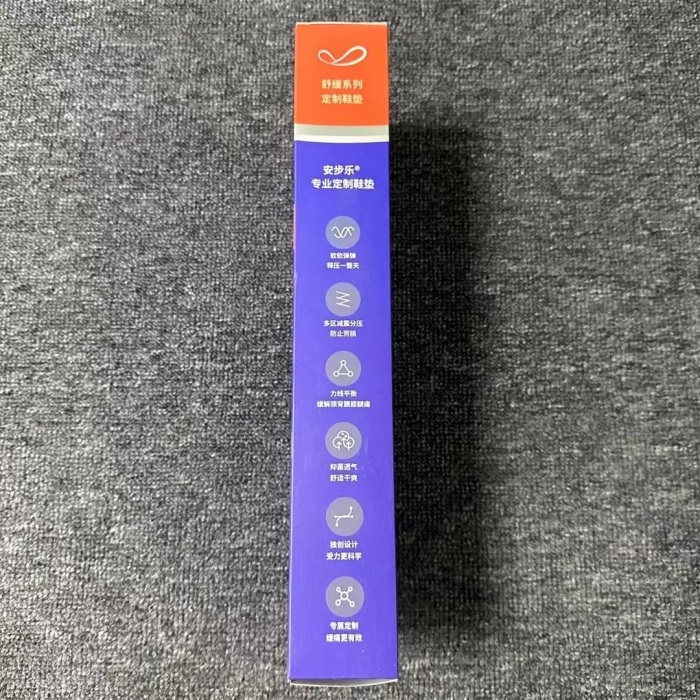 舒缓系列
定制鞋垫
安步乐®
专业定制鞋垫
软软弹弹
释压一整天
多区减震分压
防止剪损
力线平衡
缓解颈背腰膝腿痛
抑菌透气
舒适干爽
独创设计
受力更科学
专属定制
缓痛更有效